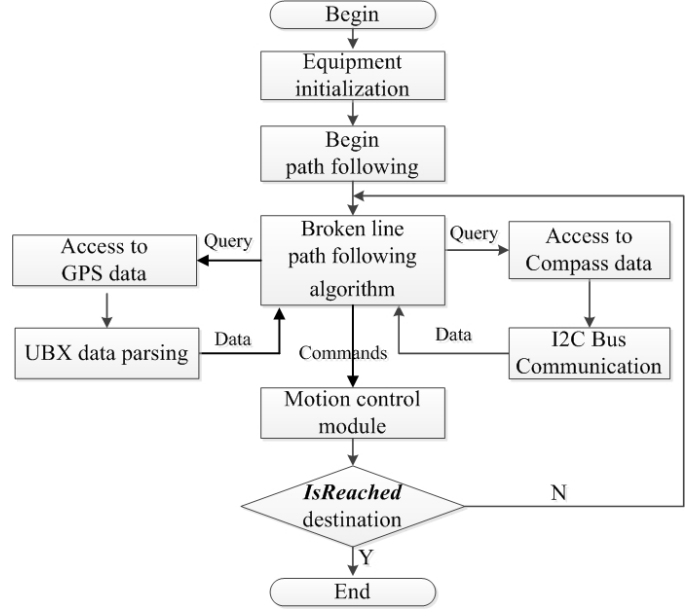 Begin
Equipment
initialization
Begin
path following
Broken line
path following
algorithm
Query
Access to
GPS data
Query
Access to
Compass data
UBX data parsing
Data
Commands
Data
I2C Bus
Communication
Motion control
module
IsReached
destination
N
Y
End